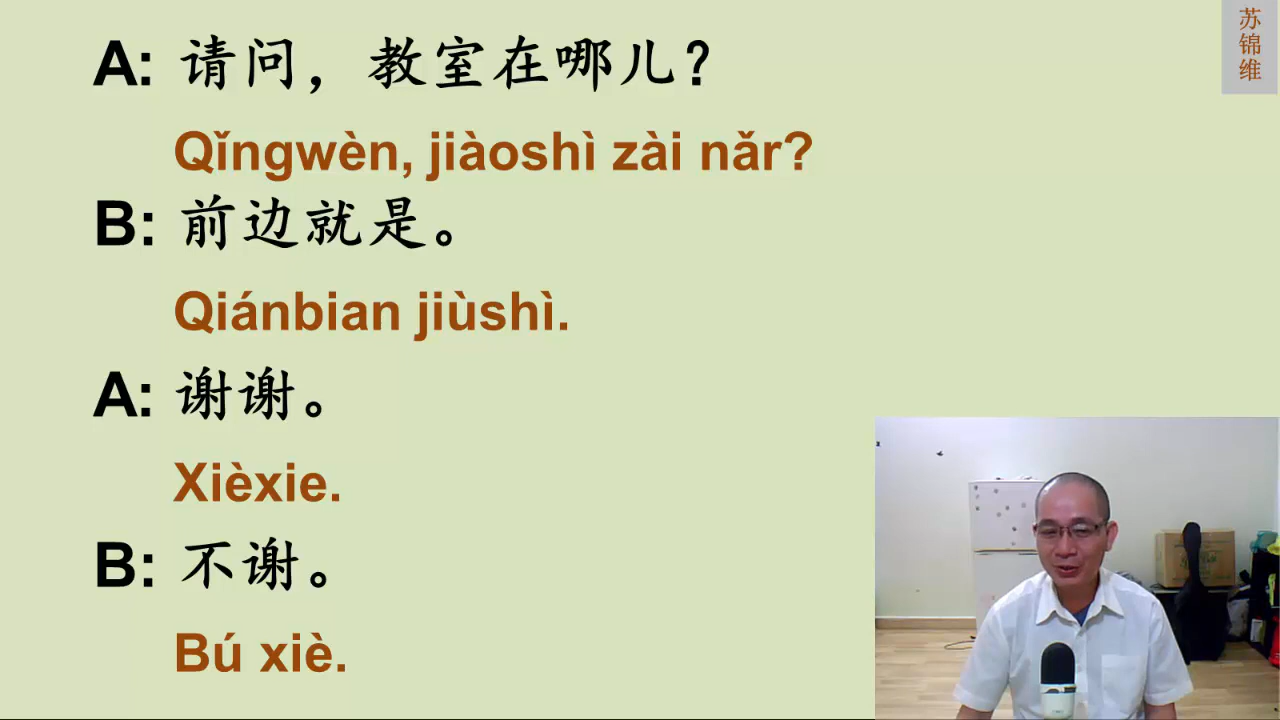 A: 请问，教室在哪儿？
Qǐngwèn, jiàoshì zài nǎr?
B: 前边就是。
Qiánbian jiùshì.
A: 谢谢。
Xièxie.
B: 不谢。
Bú xiè.
苏锦维